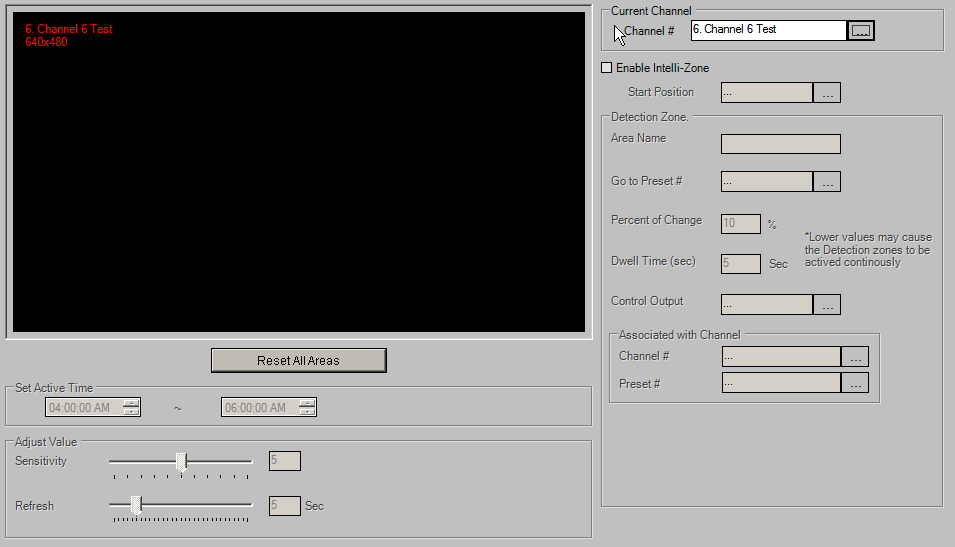 6. Channel 6 Test
640x480
Reset All Areas
Set Active Time
04:00:00 AM ~ 06:00:00 AM
Adjust Value
Sensitivity 5
Refresh 5 Sec
Current Channel
Channel # 6. Channel 6 Test ...
Enable Intelli-Zone
Start Position ... ...
Detection Zone.
Area Name
Go to Preset # ... ...
Percent of Change 10 %
*Lower values may cause
the Detection zones to be
actived continously
Dwell Time (sec) 5 Sec
Control Output ... ...
Associated with Channel
Channel # ... ...
Preset # ... ...